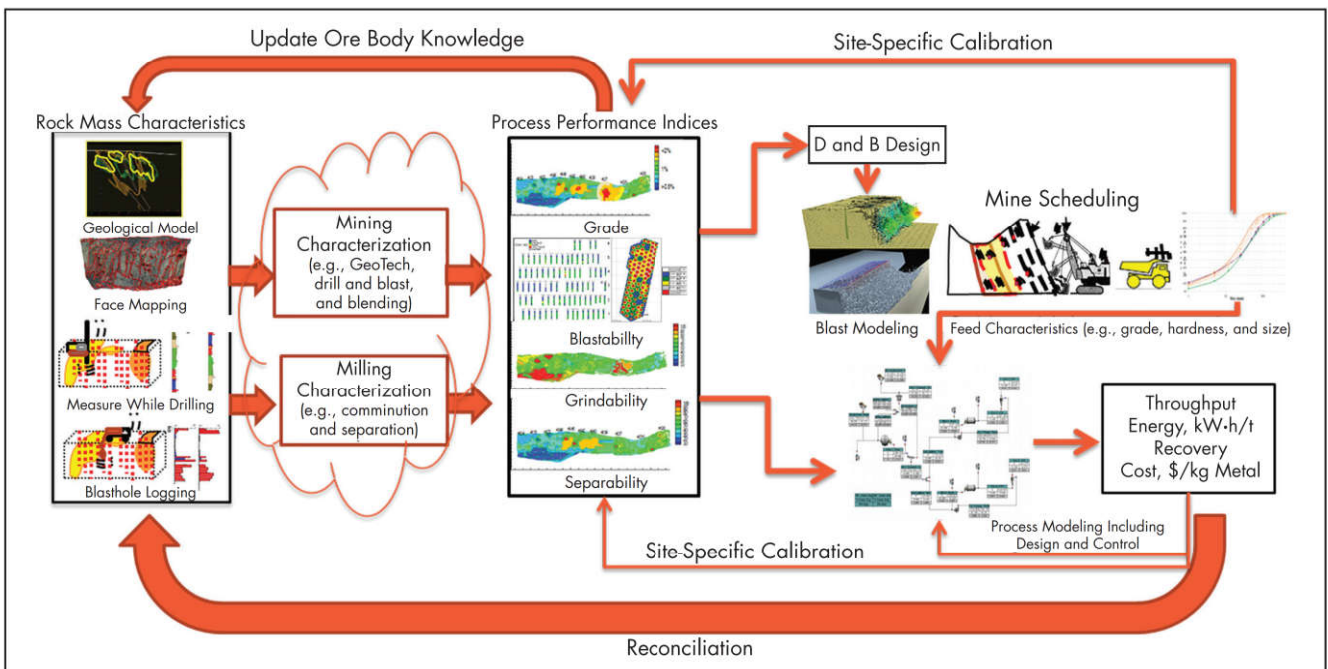 Update Ore Body Knowledge
Site-Specific Calibration
Rock Mass Characteristics
Geological Model
Face Mapping
Measure While Drilling
Blasthole Logging
Mining
Characterization
(e.g., GeoTech,
drill and blast,
and blending)
Milling
Characterization
(e.g., comminution
and separation)
Process Performance Indices
Grade
Blastabillty
Grindability
Separability
D and B Design
Blast Modeling
Mine Scheduling
Feed Characteristics (e.g., grade, hardness, and size)
Process Modeling Including
Design and Control
Throughput
Energy, kW·h/t
Recovery
Cost, $/kg Metal
Site-Specific Calibration
Reconciliation